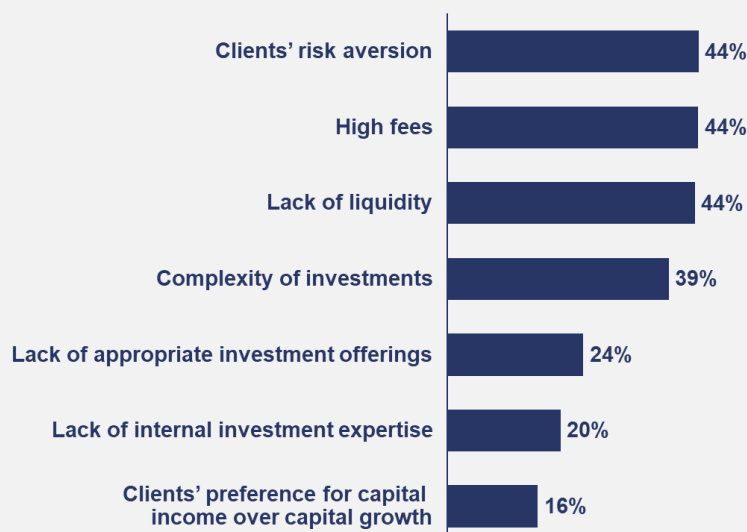 Clients’ risk aversion 44%
High fees 44%
Lack of liquidity 44%
Complexity of investments 39%
Lack of appropriate investment offerings 24%
Lack of internal investment expertise 20%
Clients’ preference for capital
income over capital growth 16%